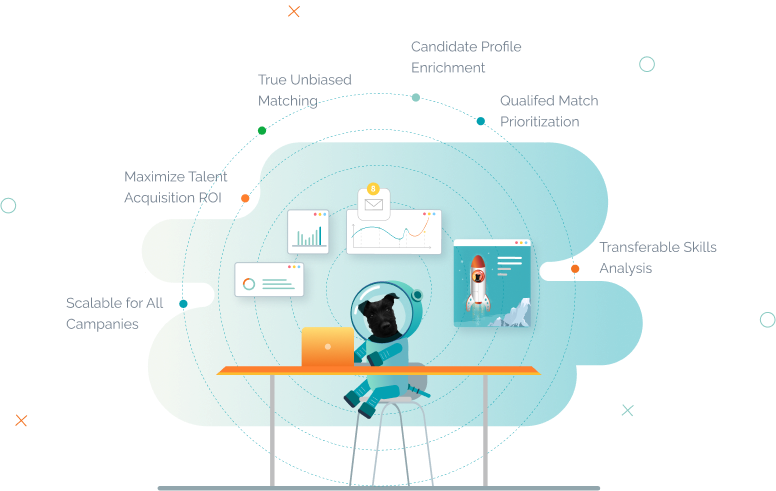 Candidate Profile
Enrichment
True Unbiased
Matching
Qualifed Match
Prioritization
Maximize Talent
Acquisition ROI
Transferable Skills
Analysis
Scalable for All
Campanies
8